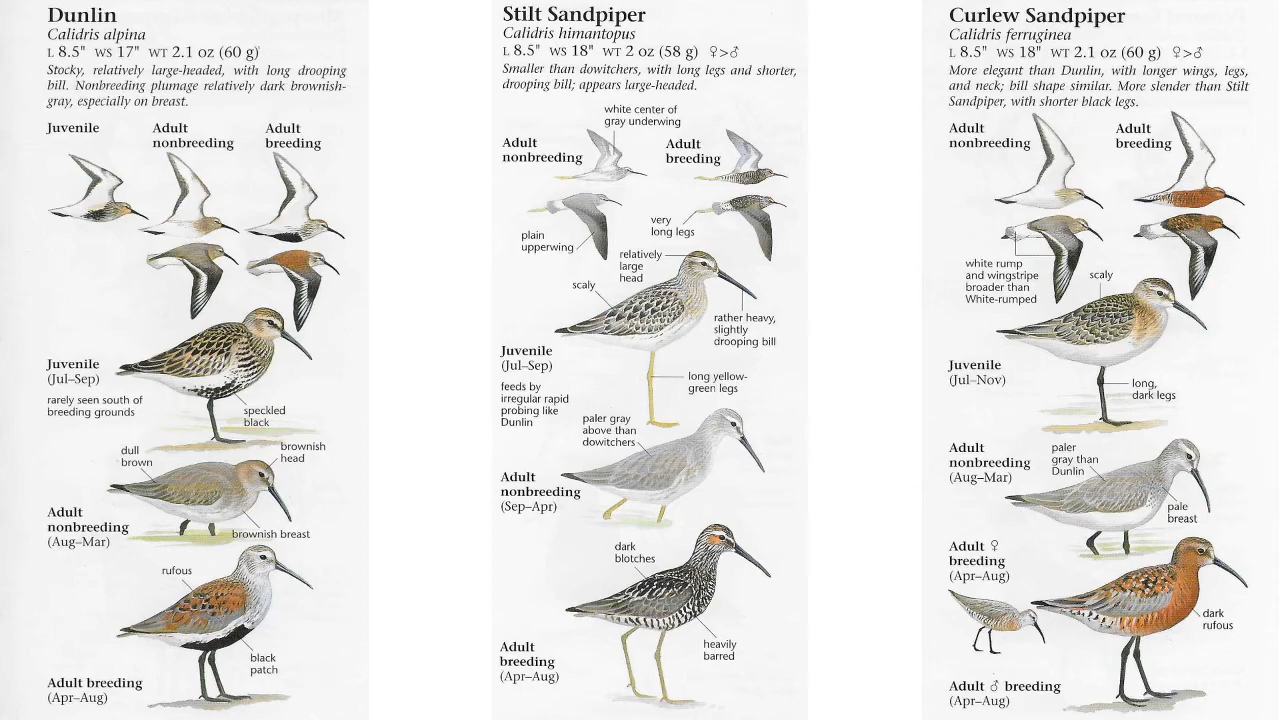 Dunlin
Calidris alpina
L 8.5" WS 17" WT 2.1 oz (60 g)
Stocky, relatively large-headed, with long drooping
bill. Nonbreeding plumage relatively dark brownish-
gray, especially on breast.
Juvenile
Adult
nonbreeding
Adult
breeding
Juvenile
(Jul–Sep)
rarely seen south of
breeding grounds
speckled
black
dull
brown
brownish
head
Adult
nonbreeding
(Aug–Mar)
brownish breast
rufous
black
patch
Adult breeding
(Apr–Aug)
Stilt Sandpiper
Calidris himantopus
L 8.5" WS 18" WT 2 oz (58 g) ♀>♂
Smaller than dowitchers, with long legs and shorter,
drooping bill; appears large-headed.
white center of
gray underwing
Adult
nonbreeding
Adult
breeding
plain
upperwing
very
long legs
relatively
large
head
scaly
rather heavy,
slightly
drooping bill
Juvenile
(Jul–Sep)
feeds by
irregular rapid
probing like
Dunlin
long yellow-
green legs
paler gray
above than
dowitchers
Adult
nonbreeding
(Sep–Apr)
dark
blotches
heavily
barred
Adult
breeding
(Apr–Aug)
Curlew Sandpiper
Calidris ferruginea
L 8.5" WS 18" WT 2.1 oz (60 g) ♀>♂
More elegant than Dunlin, with longer wings, legs,
and neck; bill shape similar. More slender than Stilt
Sandpiper, with shorter black legs.
Adult
nonbreeding
Adult
breeding
white rump
and wingstripe
broader than
White-rumped
scaly
Juvenile
(Jul–Nov)
long,
dark legs
Adult
nonbreeding
(Aug–Mar)
paler
gray than
Dunlin
pale
breast
Adult ♀
breeding
(Apr–Aug)
dark
rufous
Adult ♂ breeding
(Apr–Aug)